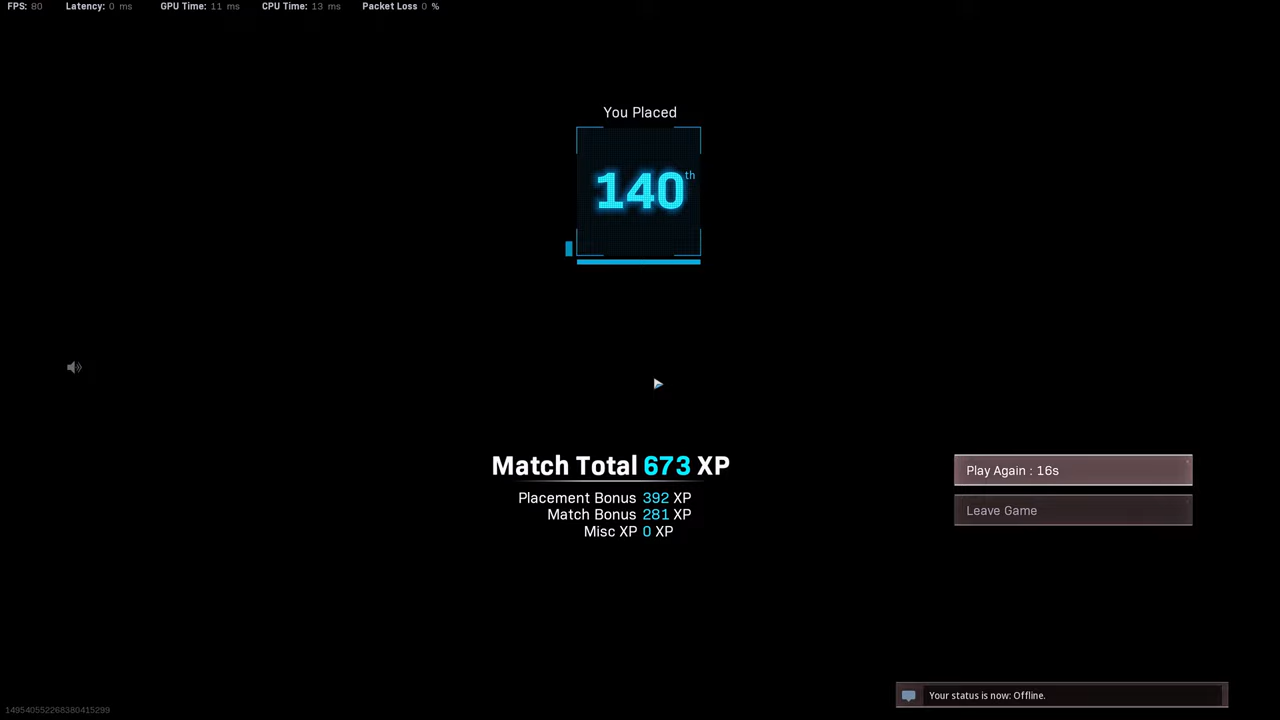 FPS: 80 Latency: 0 ms GPU Time: 11 ms CPU Time: 13 ms Packet Loss 0 %
You Placed
140th
Match Total 673 XP
Placement Bonus 392 XP
Match Bonus 281 XP
Misc XP 0 XP
Play Again : 16s
Leave Game
Your status is now: Offline.
149540552268380415299